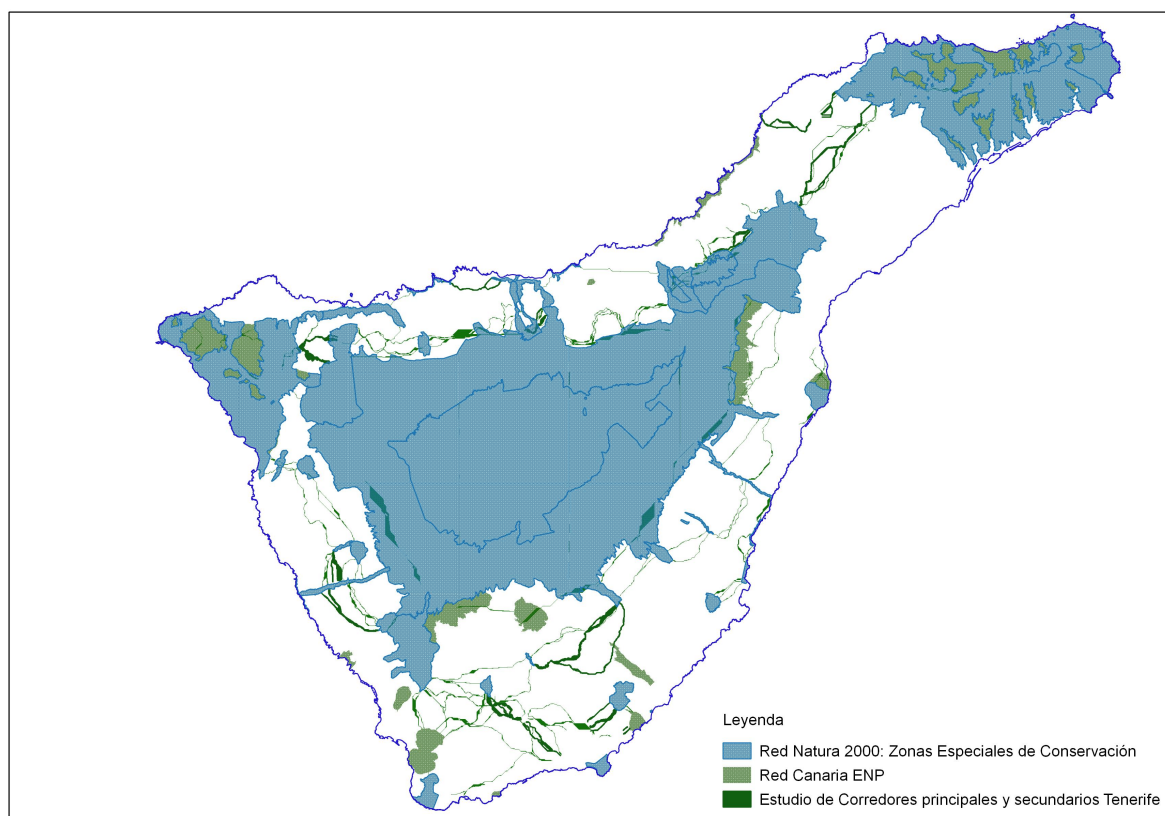 Leyenda
Red Natura 2000: Zonas Especiales de Conservación
Red Canaria ENP
Estudio de Corredores principales y secundarios Tenerife